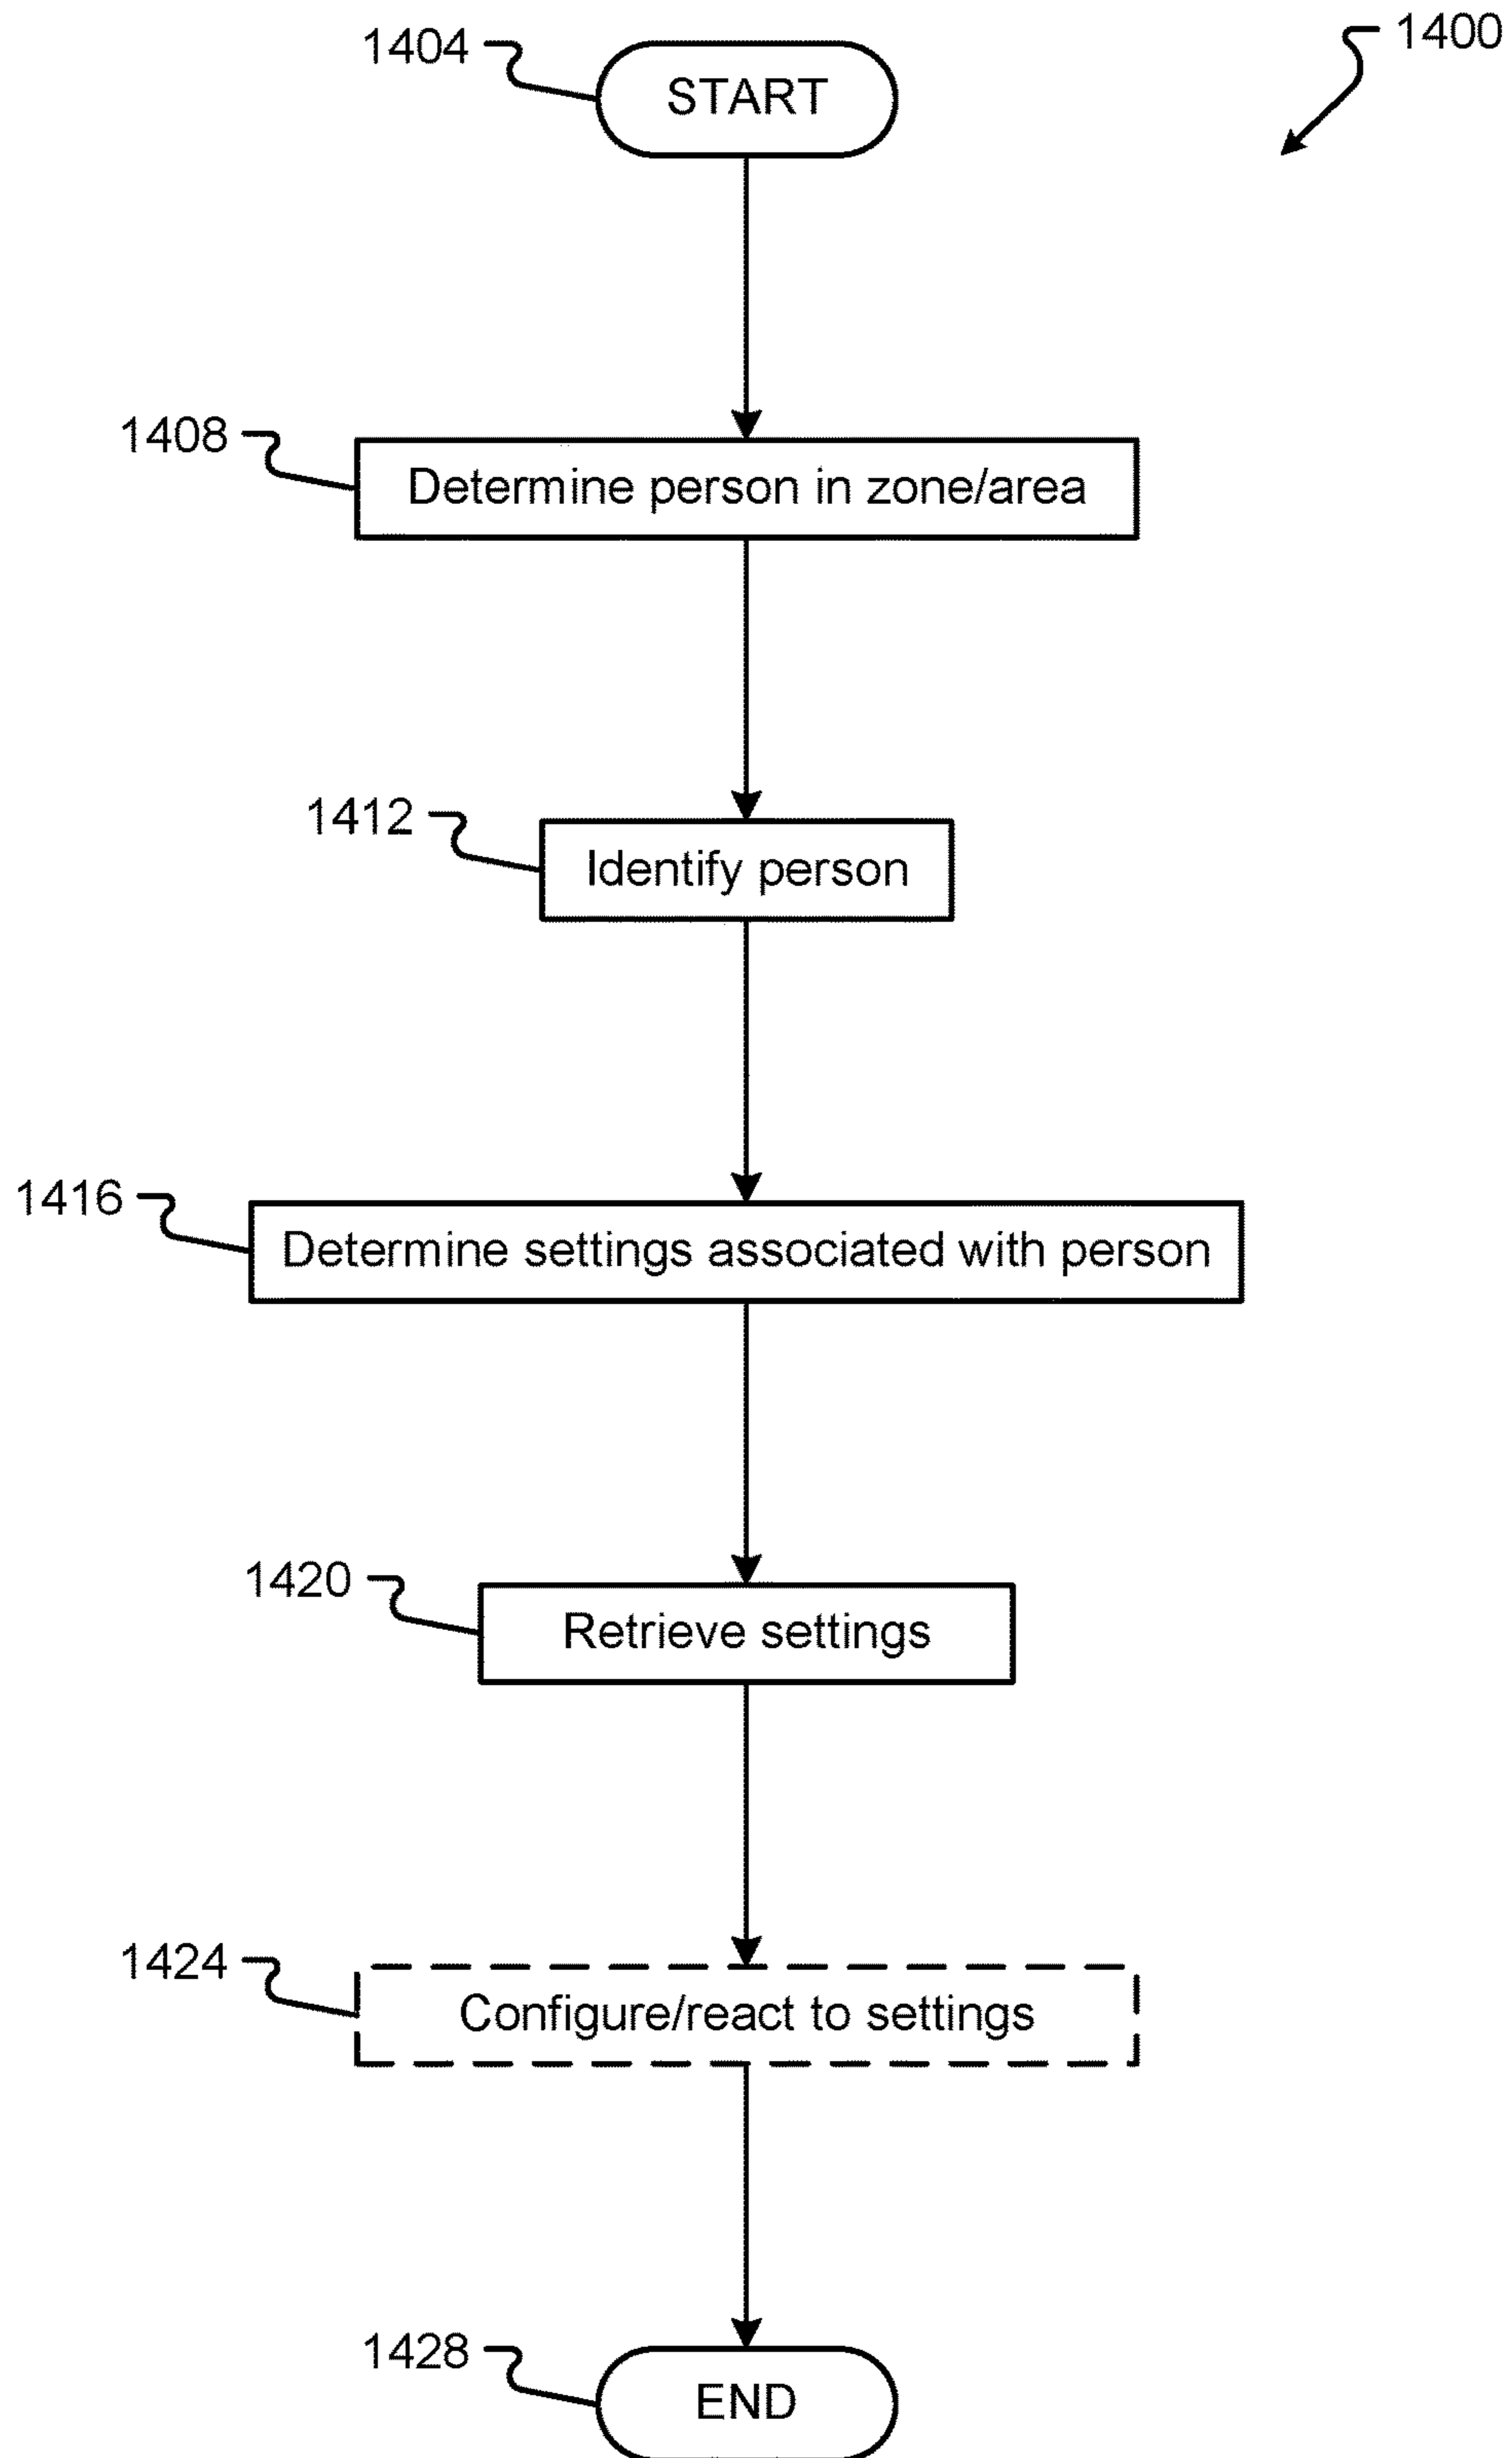 1400
1404
START
1408
Determine person in zone/area
1412
Identify person
1416
Determine settings associated with person
1420
Retrieve settings
1424
Configure/react to settings
1428
END